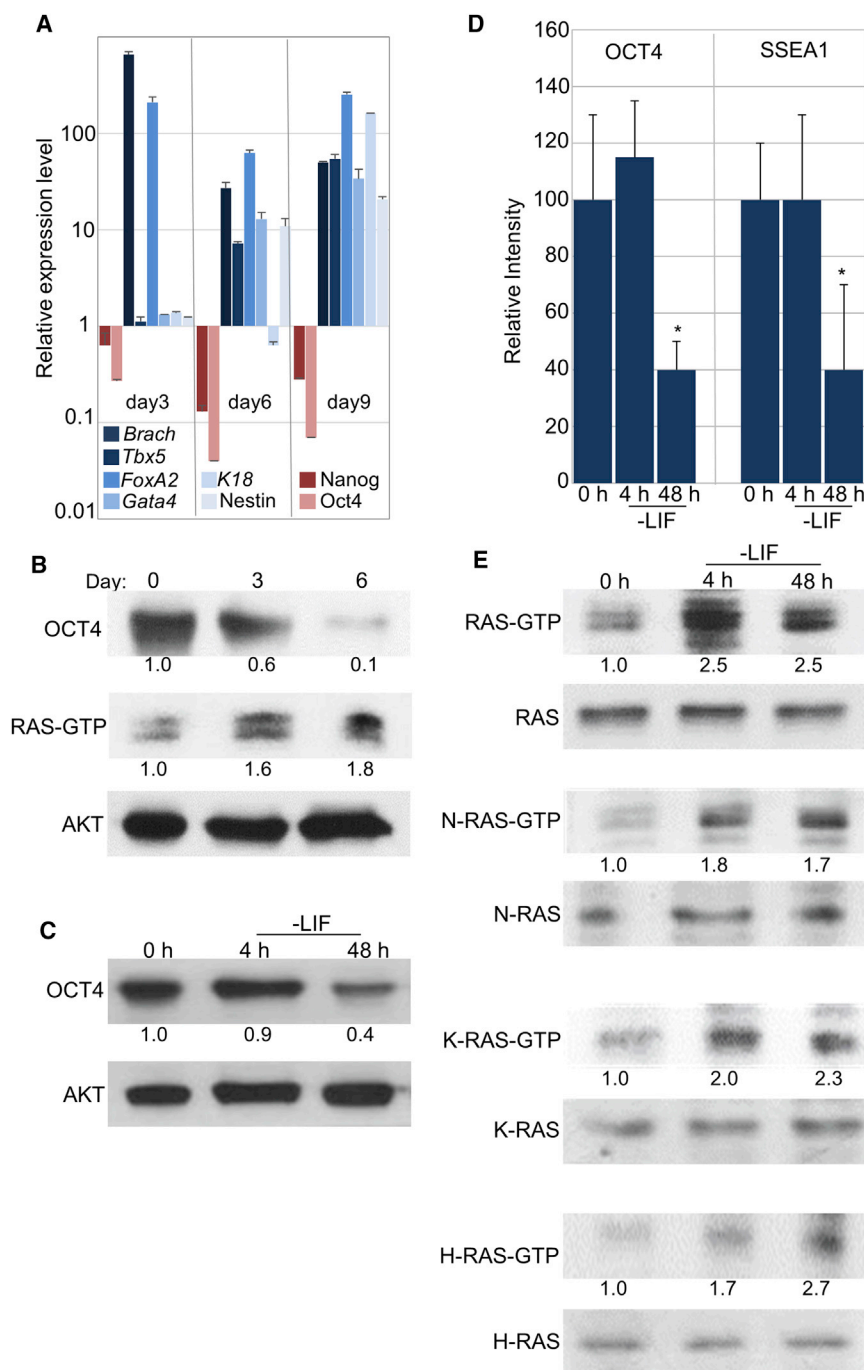 A
Relative expression level
100
10
1
0.1
0.01
day3 day6 day9
Brach
Tbx5
FoxA2
Gata4
K18
Nestin
Nanog
Oct4
B
Day: 0 3 6
OCT4
1.0 0.6 0.1
RAS-GTP
1.0 1.6 1.8
AKT
C
-LIF
0 h 4 h 48 h
OCT4
1.0 0.9 0.4
AKT
D
Relative Intensity
160
140
120
100
80
60
40
20
0
OCT4 SSEA1
* *
0 h 4 h 48 h 0 h 4 h 48 h
-LIF -LIF
E
-LIF
0 h 4 h 48 h
RAS-GTP
1.0 2.5 2.5
RAS
N-RAS-GTP
1.0 1.8 1.7
N-RAS
K-RAS-GTP
1.0 2.0 2.3
K-RAS
H-RAS-GTP
1.0 1.7 2.7
H-RAS